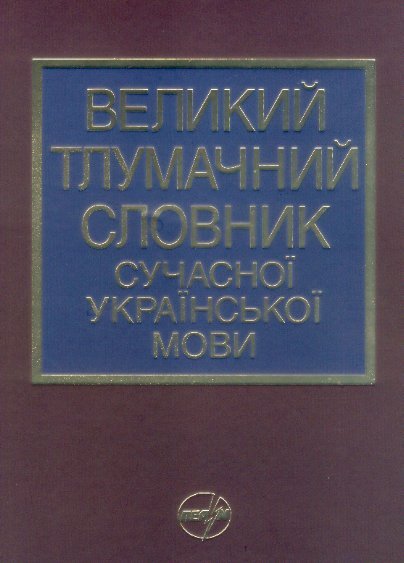 ВЕЛИКИЙ
ТЛУМАЧНИЙ
СЛОВНИК
СУЧАСНОЇ
УКРАЇНСЬКОЇ
МОВИ